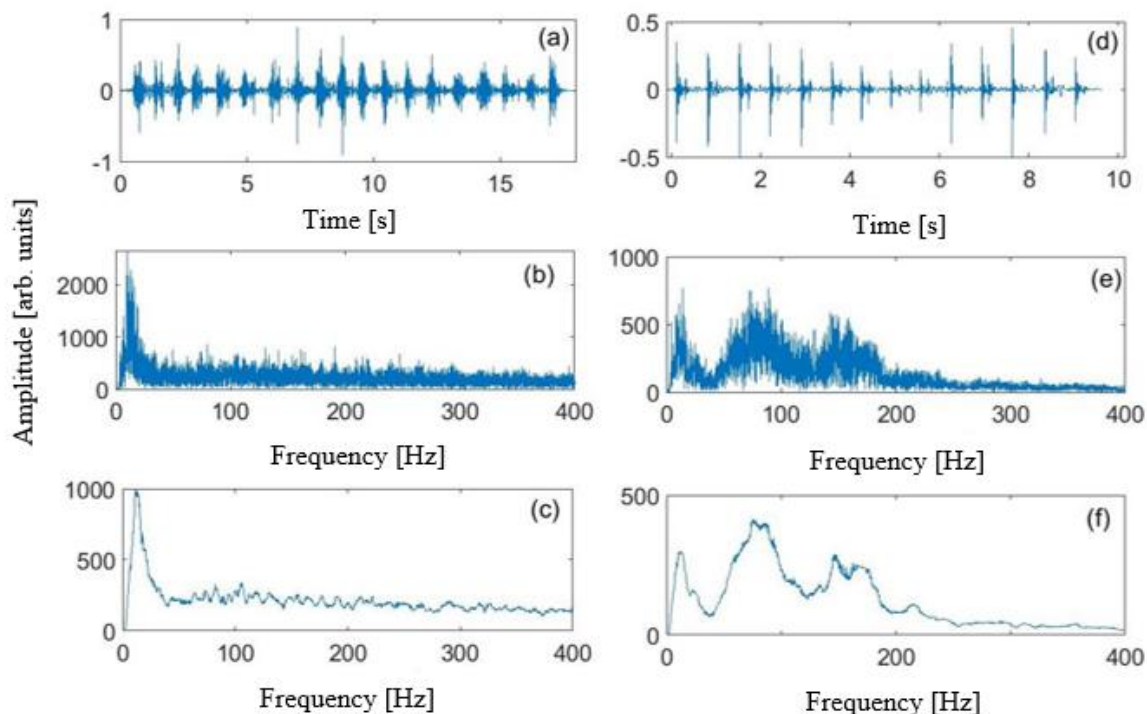 Amplitude [arb. units]
1
0
-1
(a)
0 5 10 15
Time [s]
0.5
0
-0.5
(d)
0 2 4 6 8 10
Time [s]
2000
1000
0
(b)
0 100 200 300 400
Frequency [Hz]
1000
500
0
(e)
0 100 200 300 400
Frequency [Hz]
1000
500
0
(c)
0 100 200 300 400
Frequency [Hz]
500
0
(f)
0 100 200 300 400
Frequency [Hz]